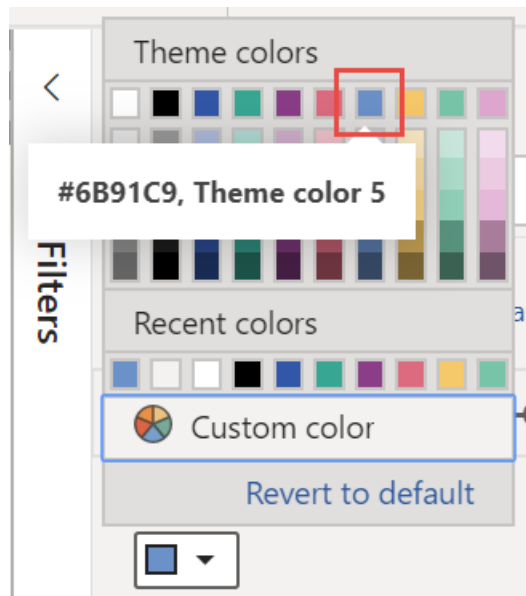 Theme colors
#6B91C9, Theme color 5
Filters
Recent colors
a
Custom color
Revert to default